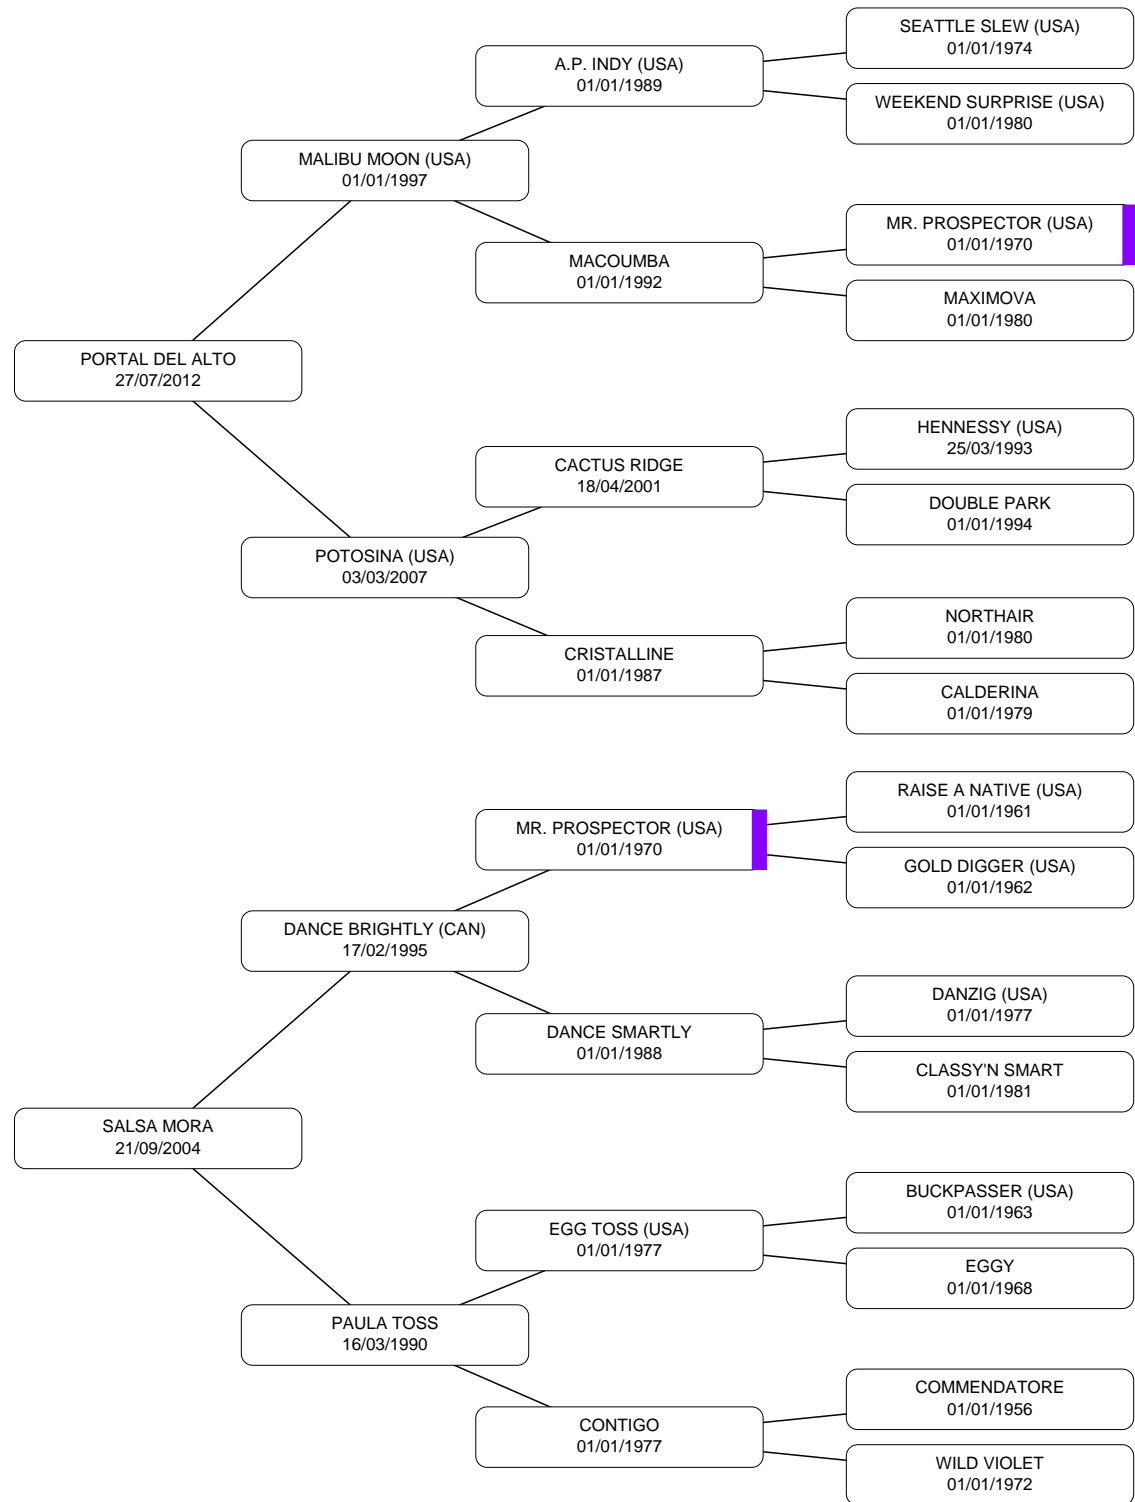 SEATTLE SLEW (USA)
01/01/1974
A.P. INDY (USA)
01/01/1989
WEEKEND SURPRISE (USA)
01/01/1980
MALIBU MOON (USA)
01/01/1997
MR. PROSPECTOR (USA)
01/01/1970
MACOUMBA
01/01/1992
MAXIMOVA
01/01/1980
PORTAL DEL ALTO
27/07/2012
HENNESSY (USA)
25/03/1993
CACTUS RIDGE
18/04/2001
DOUBLE PARK
01/01/1994
POTOSINA (USA)
03/03/2007
NORTHAIR
01/01/1980
CRISTALLINE
01/01/1987
CALDERINA
01/01/1979
RAISE A NATIVE (USA)
01/01/1961
MR. PROSPECTOR (USA)
01/01/1970
GOLD DIGGER (USA)
01/01/1962
DANCE BRIGHTLY (CAN)
17/02/1995
DANZIG (USA)
01/01/1977
DANCE SMARTLY
01/01/1988
CLASSY'N SMART
01/01/1981
SALSA MORA
21/09/2004
BUCKPASSER (USA)
01/01/1963
EGG TOSS (USA)
01/01/1977
EGGY
01/01/1968
PAULA TOSS
16/03/1990
COMMENDATORE
01/01/1956
CONTIGO
01/01/1977
WILD VIOLET
01/01/1972